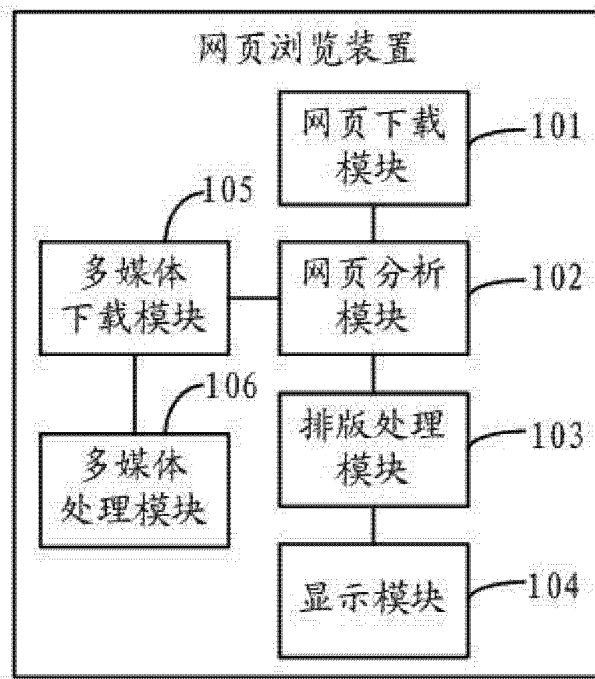 网页浏览装置
网页下载
模块
101
105
多媒体
下载模块
网页分析
模块
102
106
多媒体
处理模块
排版处理
模块
103
显示模块
104